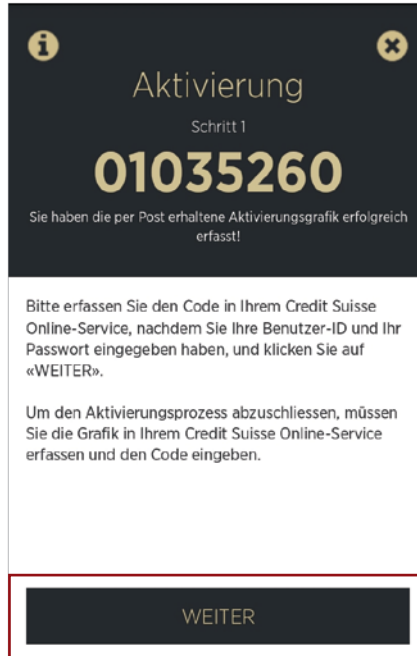 Aktivierung
Schritt 1
01035260
Sie haben die per Post erhaltene Aktivierungsgrafik erfolgreich
erfasst!
Bitte erfassen Sie den Code in Ihrem Credit Suisse
Online-Service, nachdem Sie Ihre Benutzer-ID und Ihr
Passwort eingegeben haben, und klicken Sie auf
«WEITER».
Um den Aktivierungsprozess abzuschliessen, müssen
Sie die Grafik in Ihrem Credit Suisse Online-Service
erfassen und den Code eingeben.
WEITER